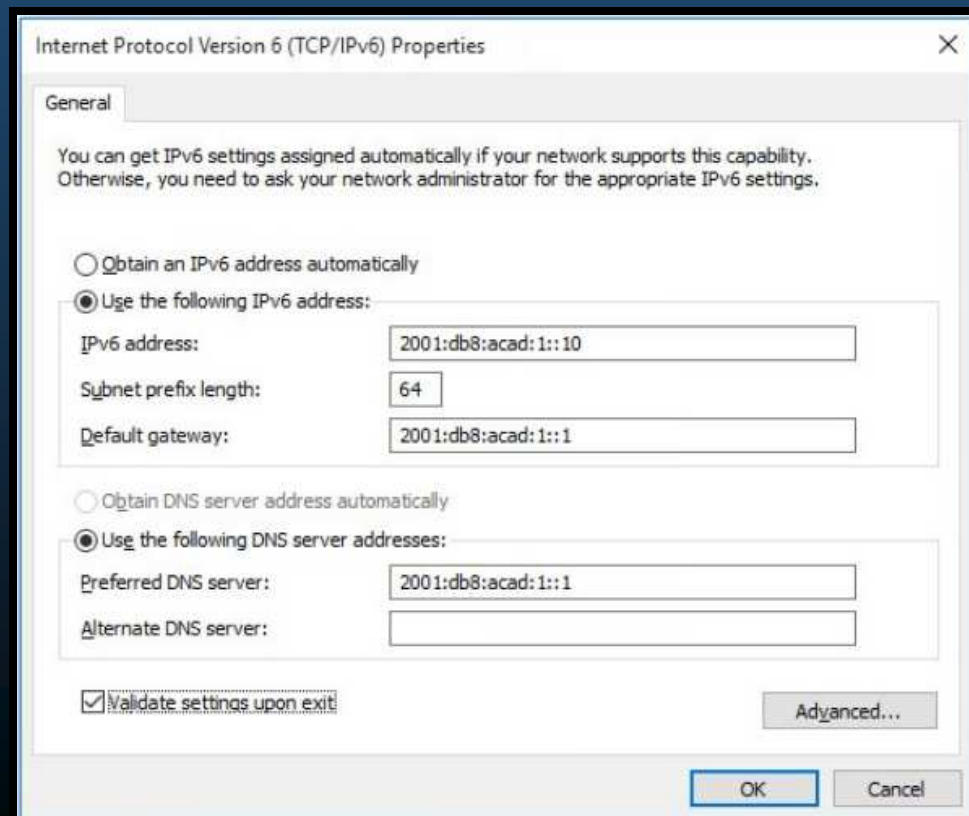 Internet Protocol Version 6 (TCP/IPv6) Properties
General
You can get IPv6 settings assigned automatically if your network supports this capability.
Otherwise, you need to ask your network administrator for the appropriate IPv6 settings.
Obtain an IPv6 address automatically
Use the following IPv6 address:
IPv6 address: 2001:db8:acad:1::10
Subnet prefix length: 64
Default gateway: 2001:db8:acad:1::1
Obtain DNS server address automatically
Use the following DNS server addresses:
Preferred DNS server: 2001:db8:acad:1::1
Alternate DNS server:
Validate settings upon exit
Advanced...
OK Cancel